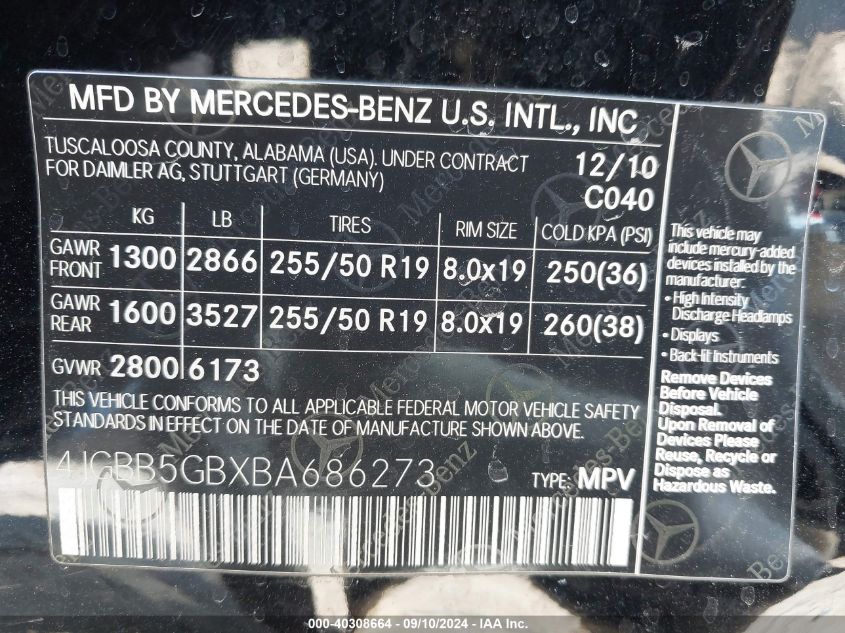 MFD BY MERCEDES-BENZ U.S. INTL., INC
TUSCALOOSA COUNTY, ALABAMA (USA). UNDER CONTRACT
FOR DAIMLER AG, STUTTGART (GERMANY)
12/10
C040
KG LB TIRES RIM SIZE COLD KPA (PSI)
GAWR FRONT 1300 2866 255/50 R19 8.0x19 250(36)
GAWR REAR 1600 3527 255/50 R19 8.0x19 260(38)
GVWR 2800 6173
THIS VEHICLE CONFORMS TO ALL APPLICABLE FEDERAL MOTOR VEHICLE SAFETY
STANDARDS IN EFFECT ON THE DATE OF MANUFACTURE SHOWN ABOVE.
4JGBB5GBXBA686273 TYPE: MPV
This vehicle may
include mercury-added
devices installed by the
manufacturer:
• High Intensity
Discharge Headlamps
• Displays
• Back-lit Instruments
Remove Devices
Before Vehicle
Disposal.
Upon Removal of
Devices Please
Reuse, Recycle or
Dispose as
Hazardous Waste.
Mercedes-Benz
000-40308664 - 09/10/2024 - IAA Inc.